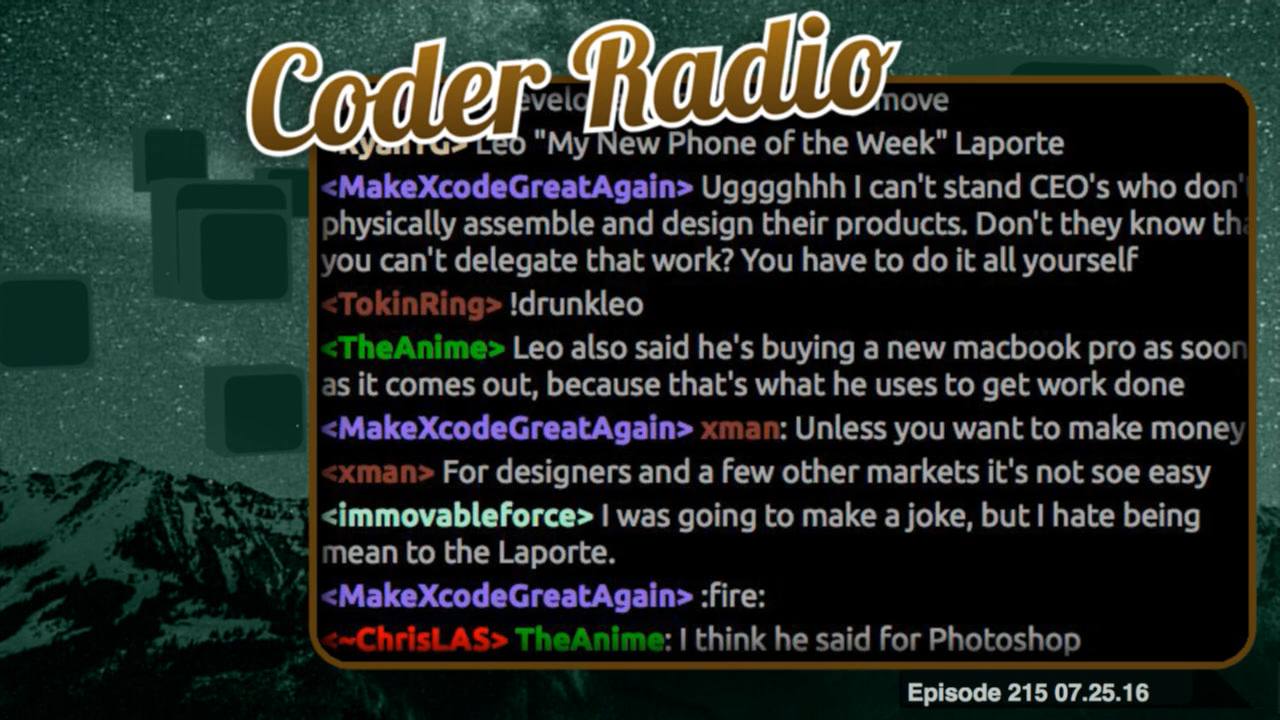 Coder Radio
move
Leo "My New Phone of the Week" Laporte
<MakeXcodeGreatAgain> Ugggghhh I can't stand CEO's who don'
physically assemble and design their products. Don't they know
you can't delegate that work? You have to do it all yourself
<TokinRing> !drunkleo
<TheAnime> Leo also said he's buying a new macbook pro as soon
as it comes out, because that's what he uses to get work done
<MakeXcodeGreatAgain> xman: Unless you want to make money
<xman> For designers and a few other markets it's not soe easy
<immovableforce> I was going to make a joke, but I hate being
mean to the Laporte.
<MakeXcodeGreatAgain> :fire:
<~ChrisLAS> TheAnime: I think he said for Photoshop
Episode 215 07.25.16